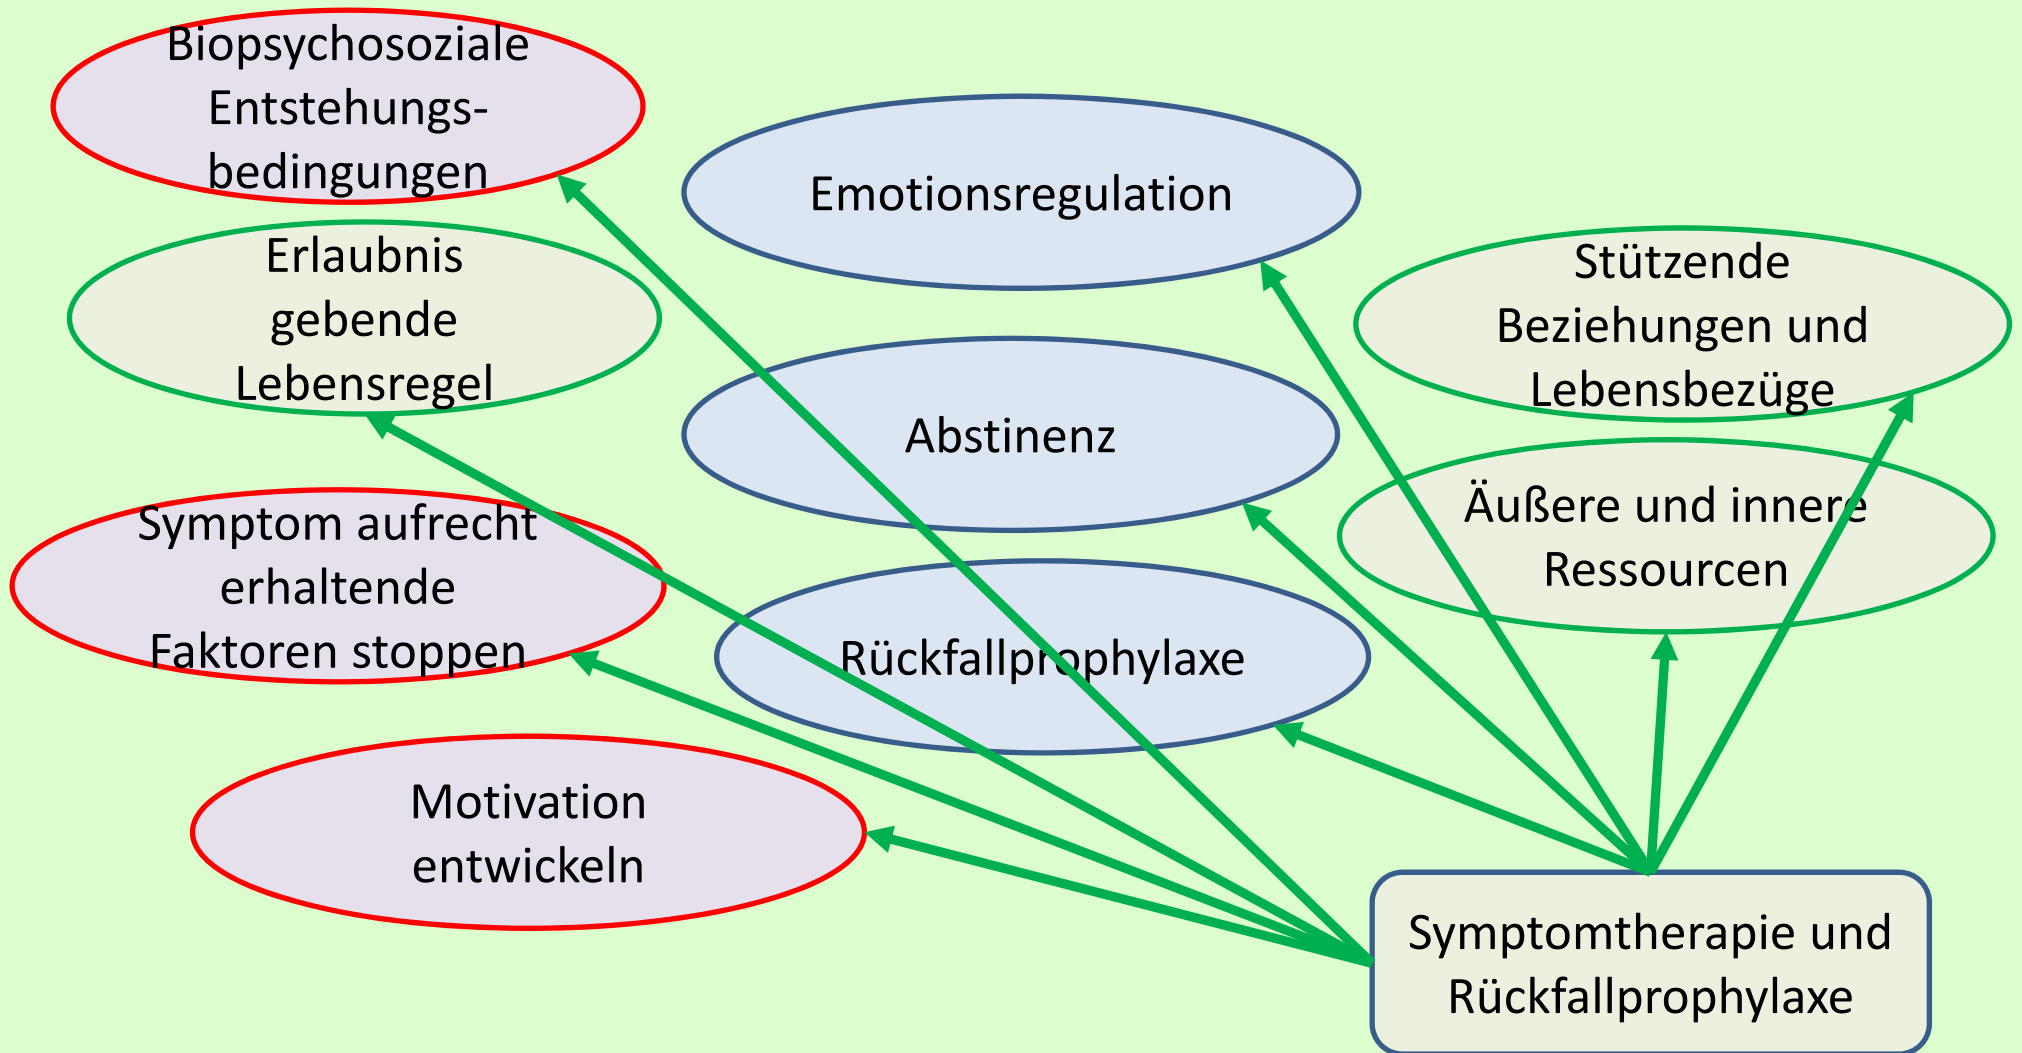 Biopsychosoziale
Entstehungs-
bedingungen
Erlaubnis
gebende
Lebensregel
Symptom aufrecht
erhaltende
Faktoren stoppen
Motivation
entwickeln
Emotionsregulation
Abstinenz
Rückfallprophylaxe
Stützende
Beziehungen und
Lebensbezüge
Äußere und innere
Ressourcen
Symptomtherapie und
Rückfallprophylaxe